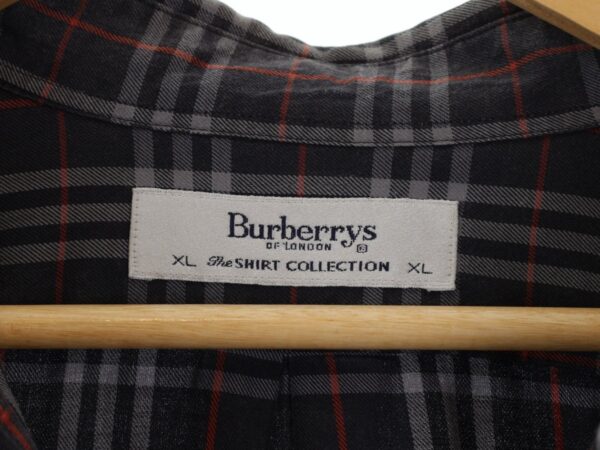 Burberrys
OF LONDON ®
XL The SHIRT COLLECTION XL